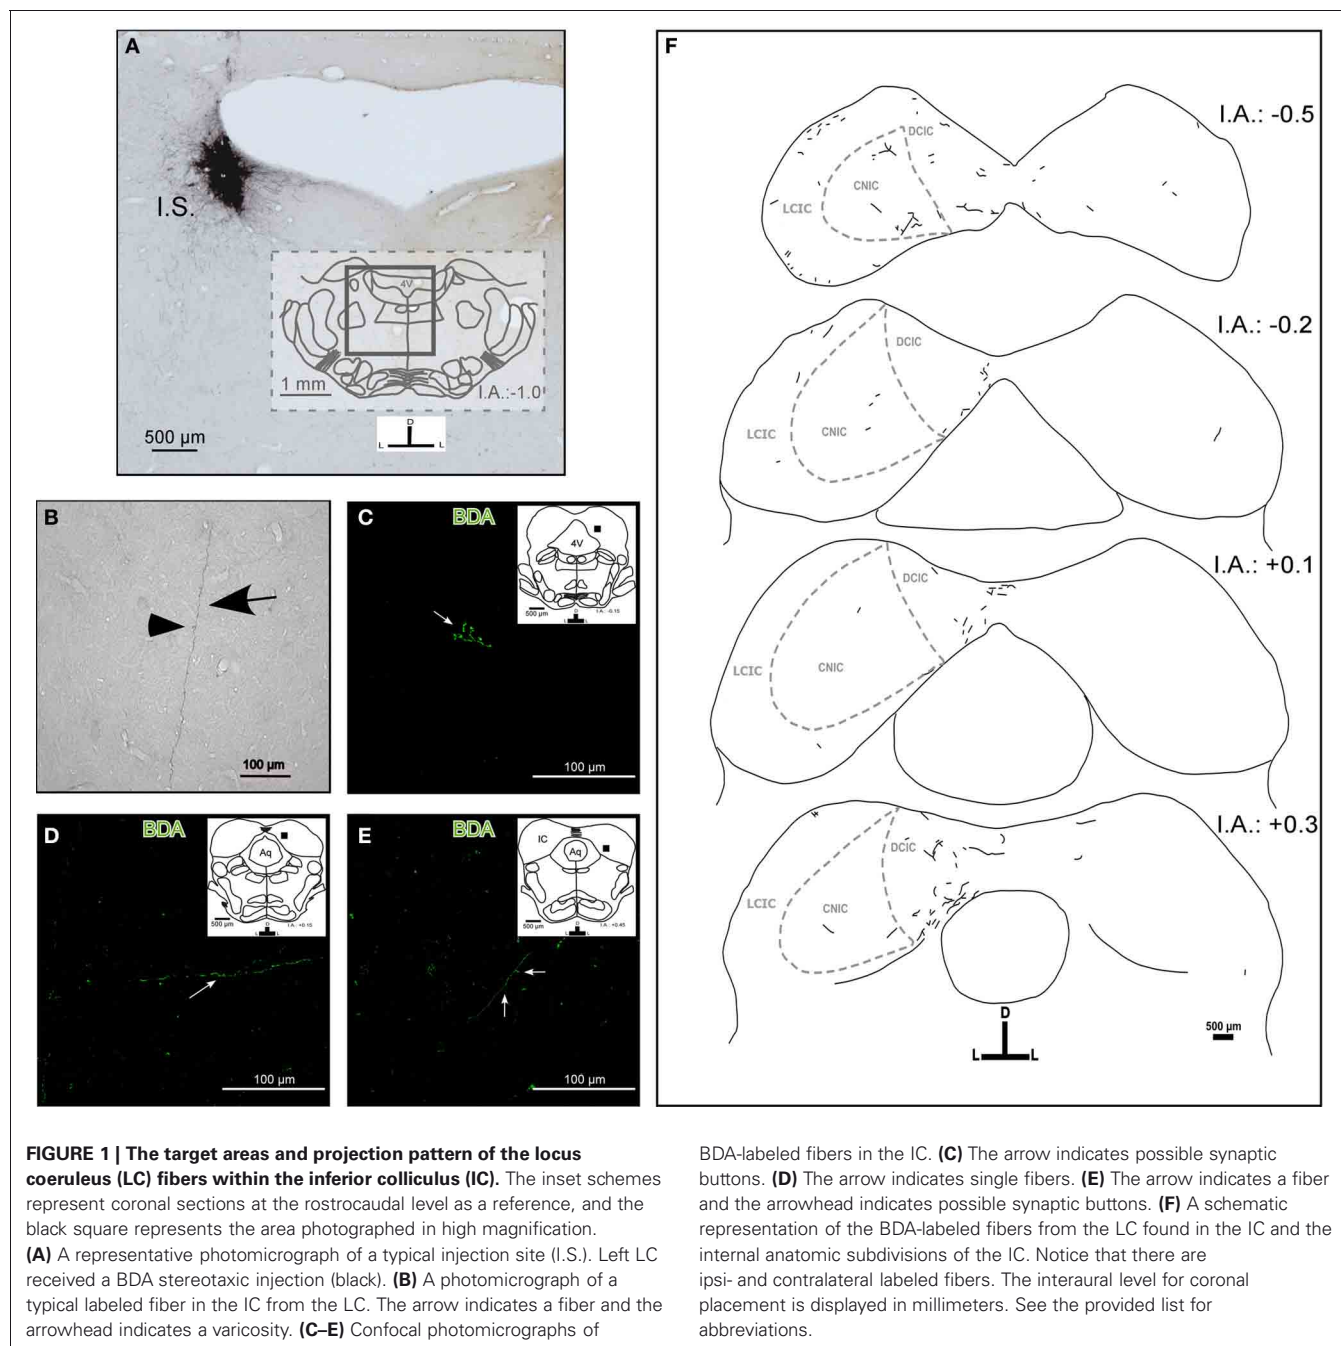 A
I.S.
4V
1 mm
I.A.:-1.0
500 µm
D
L L
B
100 µm
C
BDA
4V
500 µm
D
L L
I.A.: -0.15
100 µm
D
BDA
Aq
500 µm
D
L L
I.A.: +0.15
100 µm
E
BDA
IC
Aq
500 µm
D
L L
I.A.: +0.45
100 µm
F
I.A.: -0.5
DCIC
CNIC
LCIC
I.A.: -0.2
DCIC
LCIC
CNIC
I.A.: +0.1
DCIC
LCIC
CNIC
I.A.: +0.3
DCIC
LCIC
CNIC
D
L L
500 µm
FIGURE 1 | The target areas and projection pattern of the locus
coeruleus (LC) fibers within the inferior colliculus (IC). The inset schemes
represent coronal sections at the rostrocaudal level as a reference, and the
black square represents the area photographed in high magnification.
(A) A representative photomicrograph of a typical injection site (I.S.). Left LC
received a BDA stereotaxic injection (black). (B) A photomicrograph of a
typical labeled fiber in the IC from the LC. The arrow indicates a fiber and the
arrowhead indicates a varicosity. (C–E) Confocal photomicrographs of
BDA-labeled fibers in the IC. (C) The arrow indicates possible synaptic
buttons. (D) The arrow indicates single fibers. (E) The arrow indicates a fiber
and the arrowhead indicates possible synaptic buttons. (F) A schematic
representation of the BDA-labeled fibers from the LC found in the IC and the
internal anatomic subdivisions of the IC. Notice that there are
ipsi- and contralateral labeled fibers. The interaural level for coronal
placement is displayed in millimeters. See the provided list for
abbreviations.